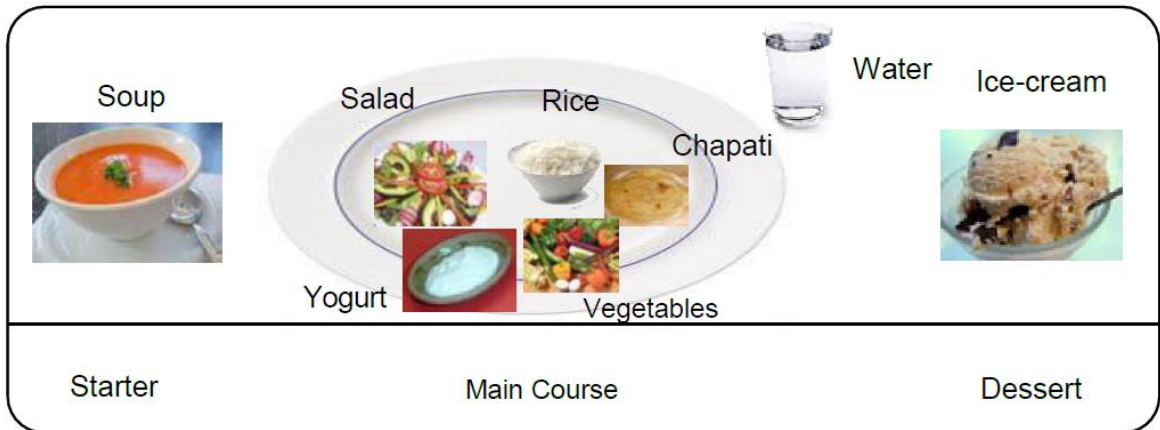 Soup
Salad
Rice
Water
Ice-cream
Chapati
Yogurt
Vegetables
Starter
Main Course
Dessert